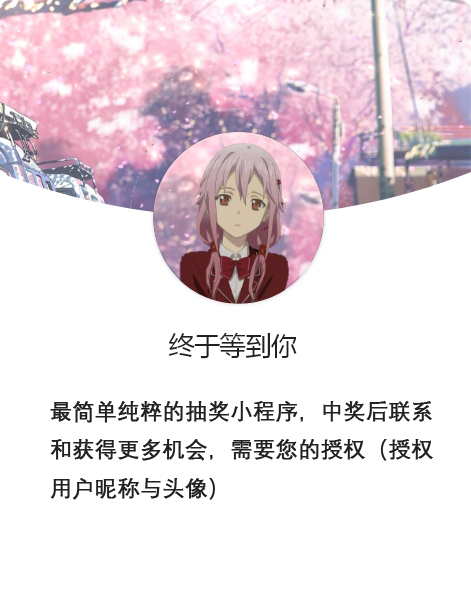 终于等到你
最简单纯粹的抽奖小程序，中奖后联系
和获得更多机会，需要您的授权（授权
用户昵称与头像）